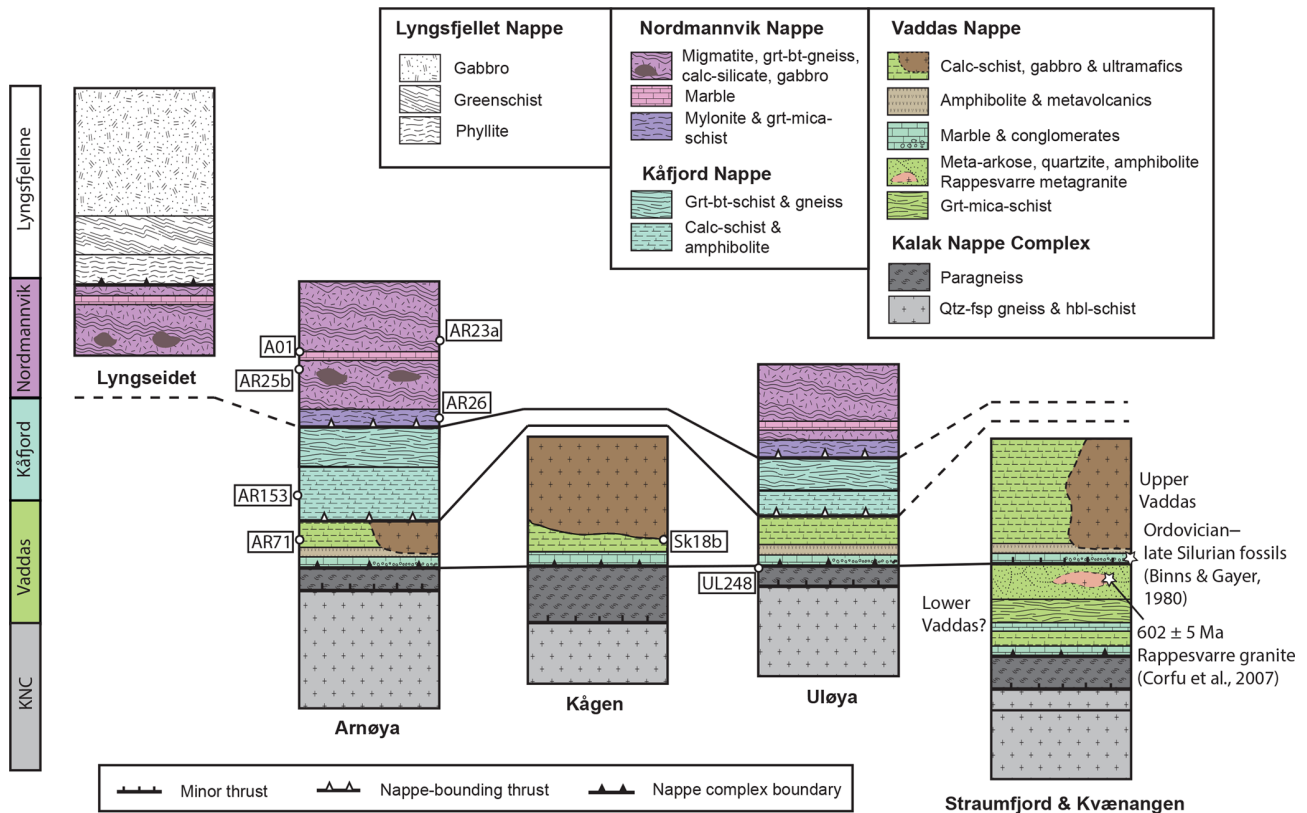 Lyngsfjellet Nappe
Gabbro
Greenschist
Phyllite
Nordmannvik Nappe
Migmatite, grt-bt-gneiss,
calc-silicate, gabbro
Marble
Mylonite & grt-mica-
schist
Kåfjord Nappe
Grt-bt-schist & gneiss
Calc-schist &
amphibolite
Vaddas Nappe
Calc-schist, gabbro & ultramafics
Amphibolite & metavolcanics
Marble & conglomerates
Meta-arkose, quartzite, amphibolite
Rappesvarre metagranite
Grt-mica-schist
Kalak Nappe Complex
Paragneiss
Qtz-fsp gneiss & hbl-schist
Lyngsfjellene
Nordmannvik
Kåfjord
Vaddas
KNC
Lyngseidet
A01
AR23a
AR25b
AR26
AR153
AR71
Arnøya
Sk18b
Kågen
UL248
Uløya
Upper
Vaddas
Ordovician–
late Silurian fossils
(Binns & Gayer,
1980)
Lower
Vaddas?
602 ± 5 Ma
Rappesvarre granite
(Corfu et al., 2007)
Straumfjord & Kvænangen
Minor thrust
Nappe-bounding thrust
Nappe complex boundary